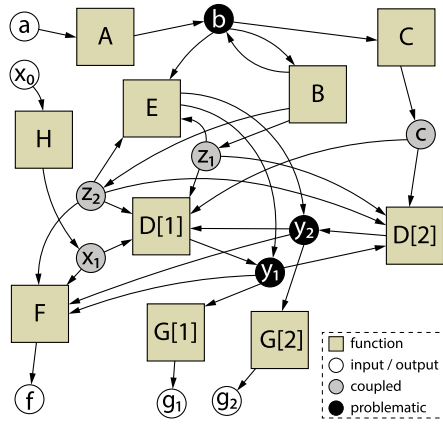 a
A
b
C
x₀
E
B
H
c
z₁
z₂
D[1]
y₂
D[2]
x₁
y₁
F
G[1]
G[2]
f
g₁
g₂
function
input / output
coupled
problematic